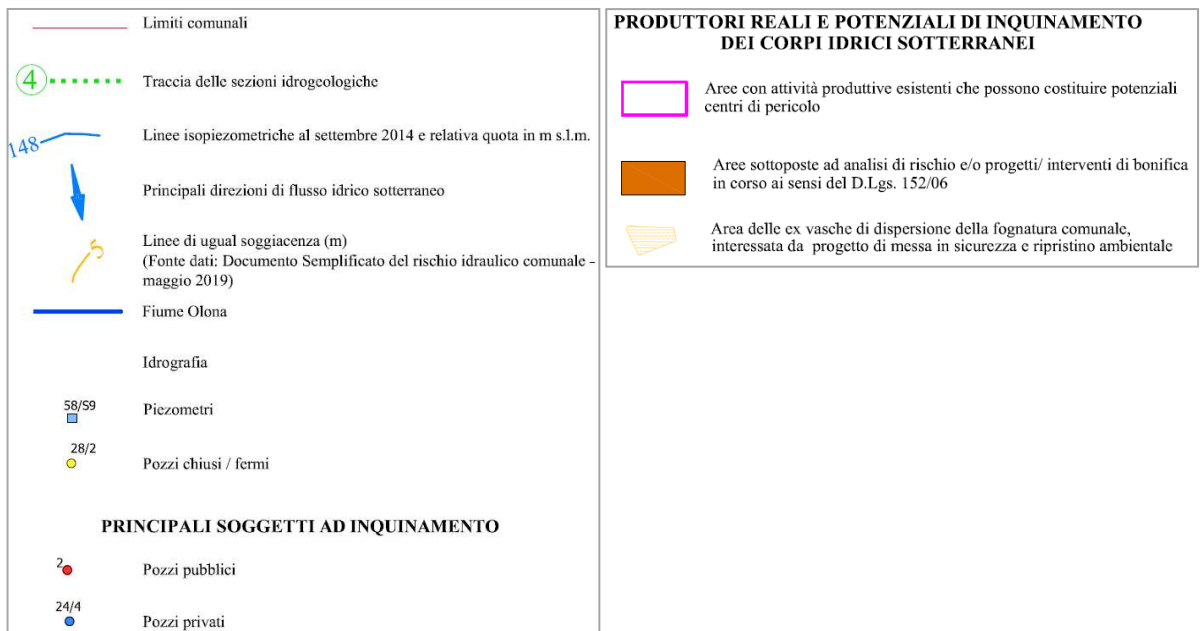 Limiti comunali
4
Traccia delle sezioni idrogeologiche
148
Linee isopiezometriche al settembre 2014 e relativa quota in m s.l.m.
Principali direzioni di flusso idrico sotterraneo
5
Linee di ugual soggiacenza (m)
(Fonte dati: Documento Semplificato del rischio idraulico comunale –
maggio 2019)
Fiume Olona
Idrografia
58/S9
Piezometri
28/2
Pozzi chiusi / fermi
PRINCIPALI SOGGETTI AD INQUINAMENTO
2
Pozzi pubblici
24/4
Pozzi privati
PRODUTTORI REALI E POTENZIALI DI INQUINAMENTO
DEI CORPI IDRICI SOTTERRANEI
Aree con attività produttive esistenti che possono costituire potenziali
centri di pericolo
Aree sottoposte ad analisi di rischio e/o progetti/ interventi di bonifica
in corso ai sensi del D.Lgs. 152/06
Area delle ex vasche di dispersione della fognatura comunale,
interessata da progetto di messa in sicurezza e ripristino ambientale